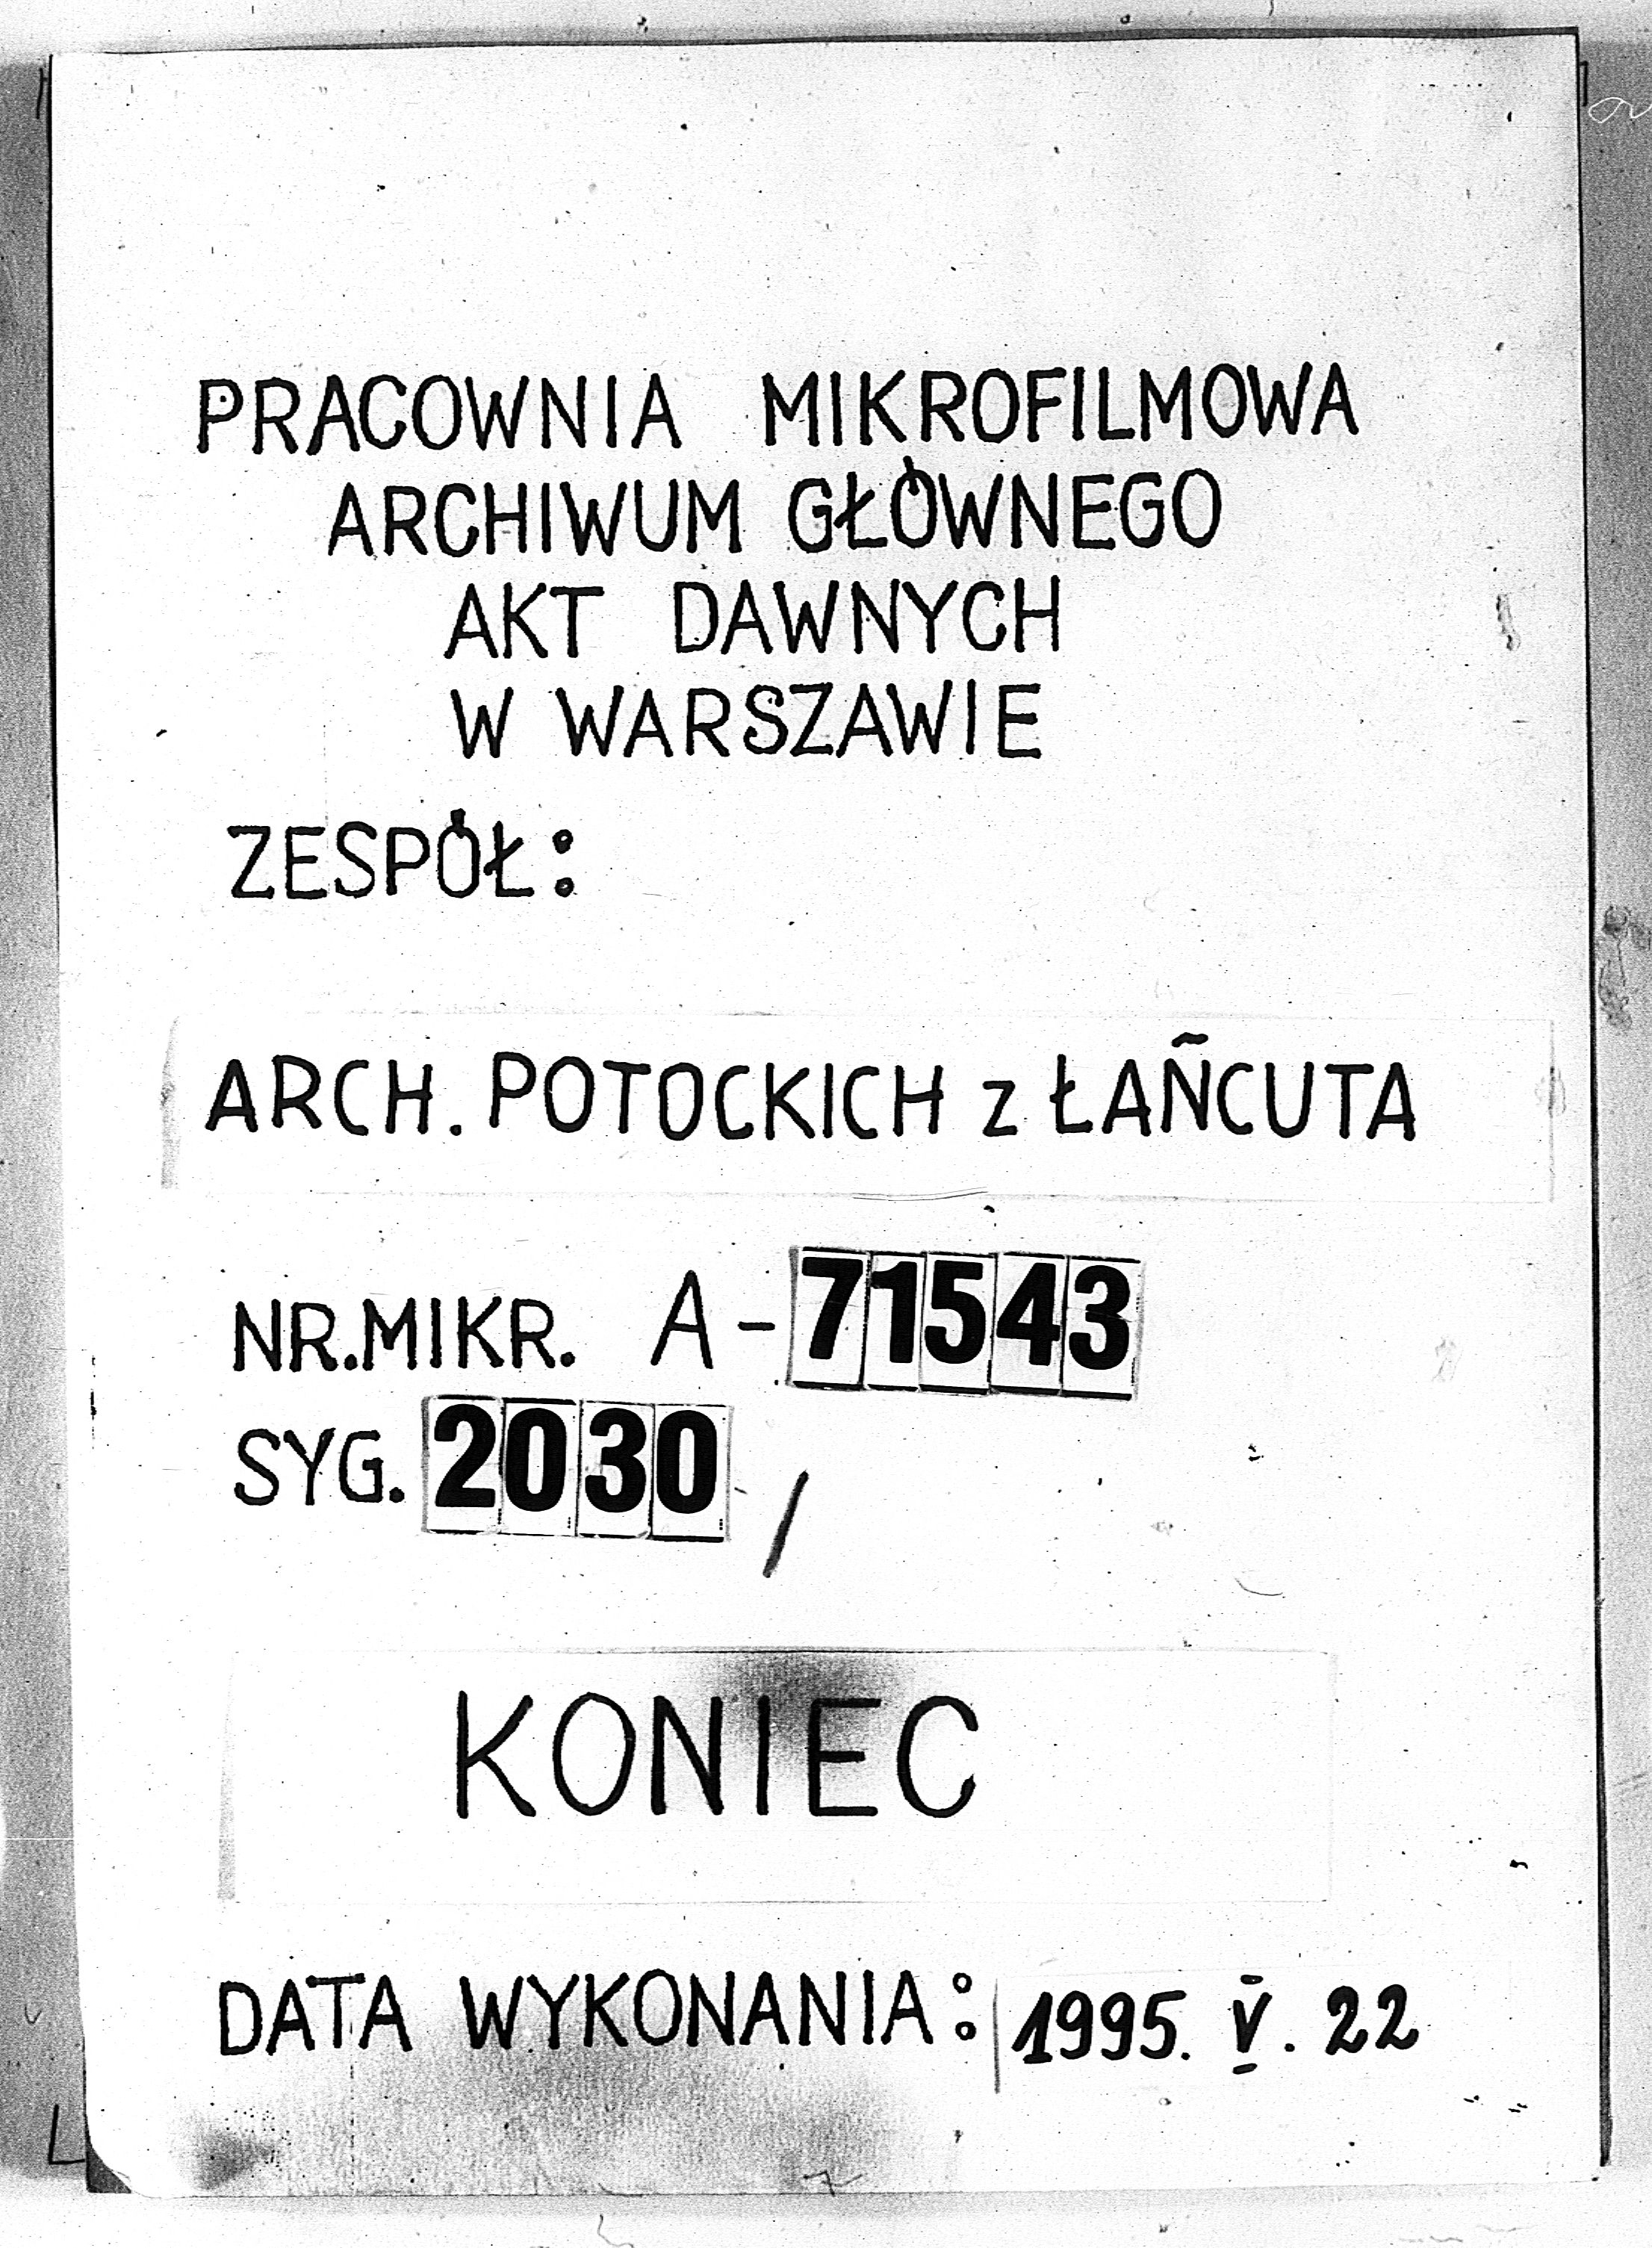 PRACOWNIA MIKROFILMOWA
ARCHIWUM GŁÓWNEGO
AKT DAWNYCH
W WARSZAWIE
ZESPÓŁ:
ARCH. POTOCKICH z ŁAŃCUTA
NR.MIKR. A-71543
SYG. 2030 /
KONIEC
DATA WYKONANIA: 1995. V. 22